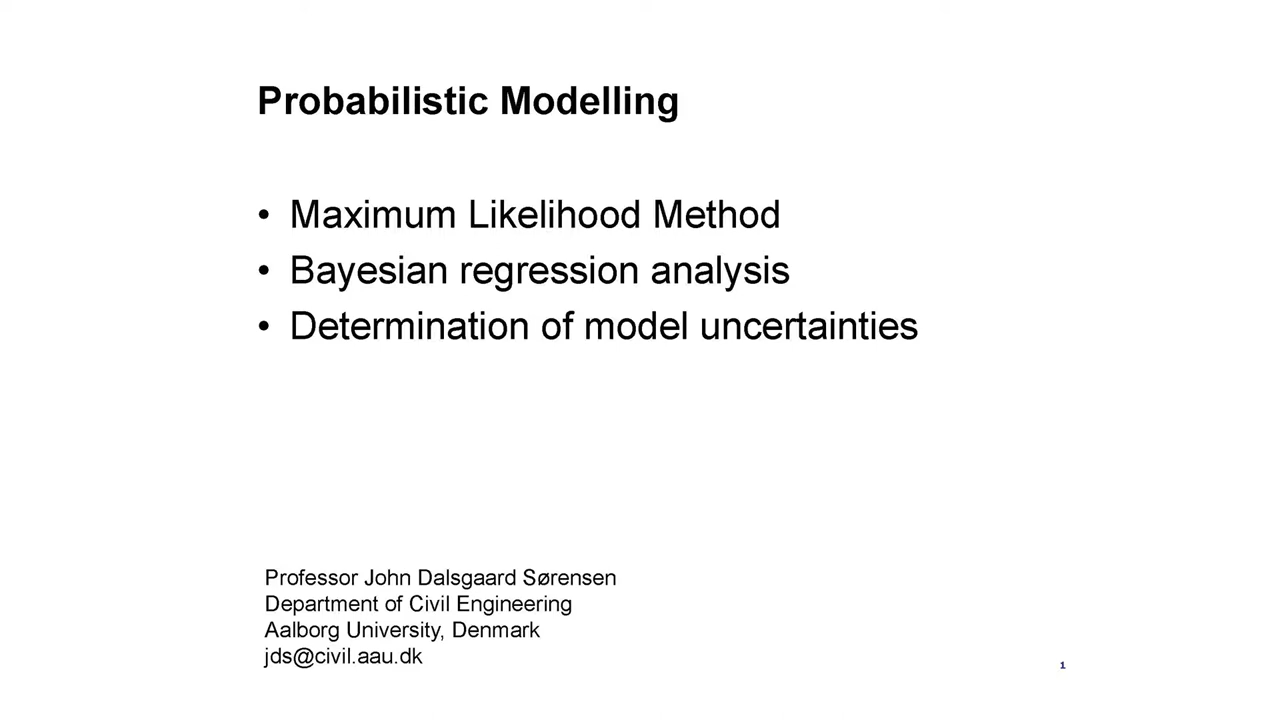 Probabilistic Modelling
• Maximum Likelihood Method
• Bayesian regression analysis
• Determination of model uncertainties
Professor John Dalsgaard Sørensen
Department of Civil Engineering
Aalborg University, Denmark
jds@civil.aau.dk
1